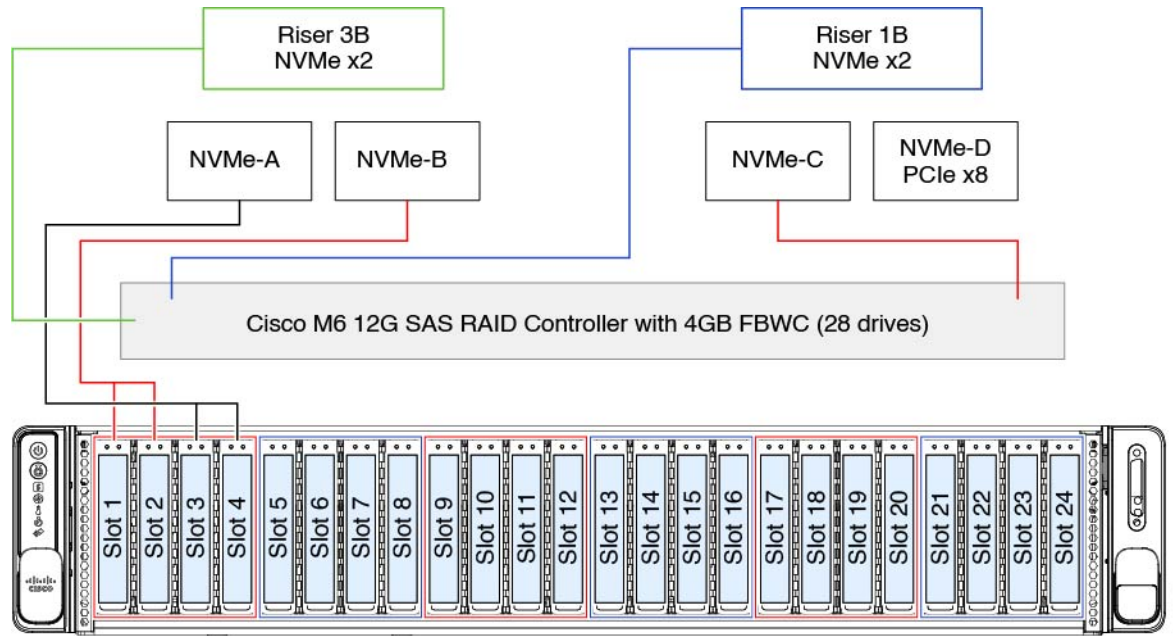 Riser 3B
NVMe x2
Riser 1B
NVMe x2
NVMe-A
NVMe-B
NVMe-C
NVMe-D
PCIe x8
Cisco M6 12G SAS RAID Controller with 4GB FBWC (28 drives)
Slot 1
Slot 2
Slot 3
Slot 4
Slot 5
Slot 6
Slot 7
Slot 8
Slot 9
Slot 10
Slot 11
Slot 12
Slot 13
Slot 14
Slot 15
Slot 16
Slot 17
Slot 18
Slot 19
Slot 20
Slot 21
Slot 22
Slot 23
Slot 24
CISCO